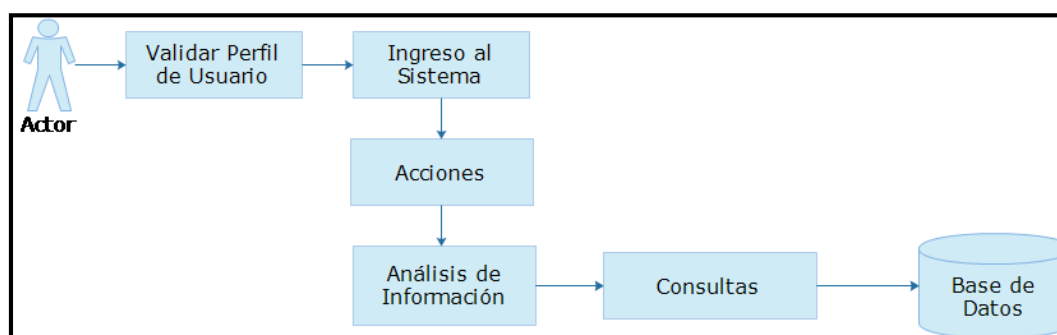 Actor
Validar Perfil
de Usuario
Ingreso al
Sistema
Acciones
Análisis de
Información
Consultas
Base de
Datos